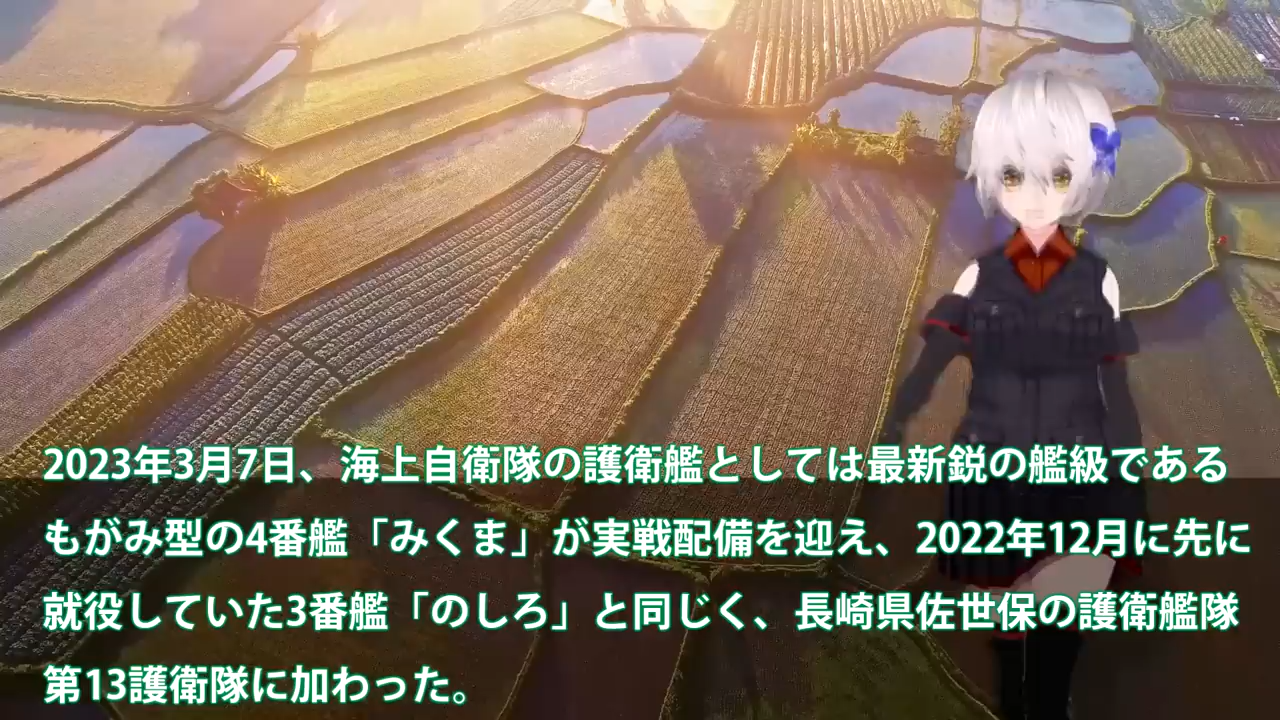 2023年3月7日、海上自衛隊の護衛艦としては最新鋭の艦級である
もがみ型の4番艦「みくま」が実戦配備を迎え、2022年12月に先に
就役していた3番艦「のしろ」と同じく、長崎県佐世保の護衛艦隊
第13護衛隊に加わった。